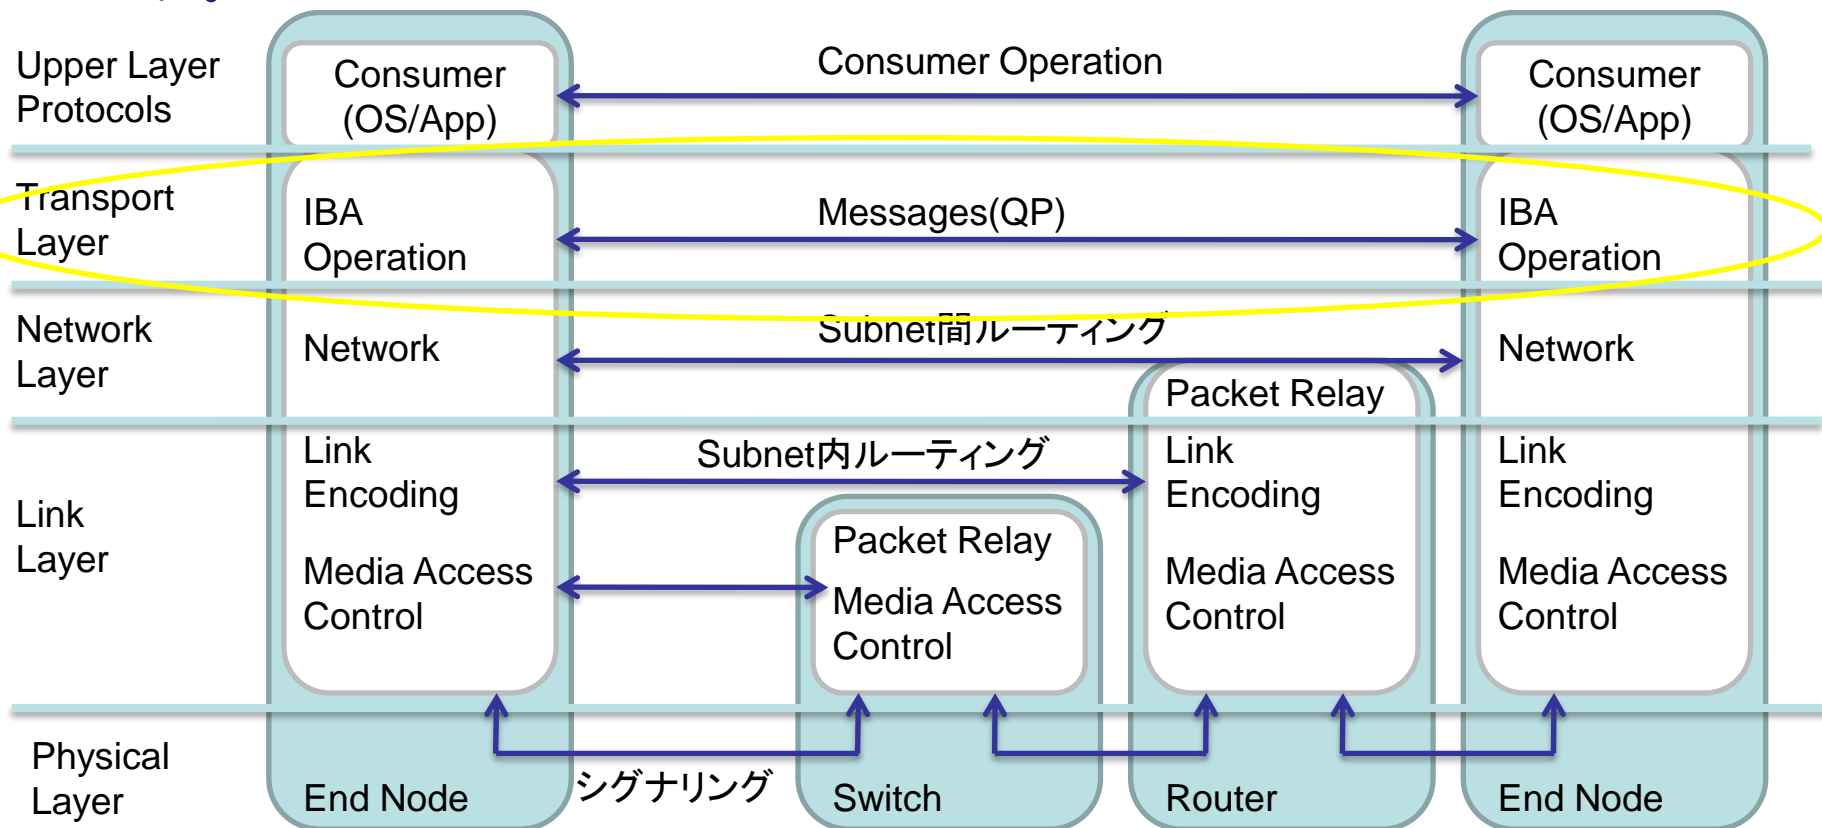 Upper Layer
Protocols
Consumer
(OS/App)
Consumer Operation
Consumer
(OS/App)
Transport
Layer
IBA
Operation
Messages(QP)
IBA
Operation
Network
Layer
Network
Subnet間ルーティング
Network
Packet Relay
Link
Layer
Link
Encoding
Subnet内ルーティング
Link
Encoding
Link
Encoding
Packet Relay
Media Access
Control
Media Access
Control
Media Access
Control
Media Access
Control
Physical
Layer
End Node
シグナリング
Switch
Router
End Node